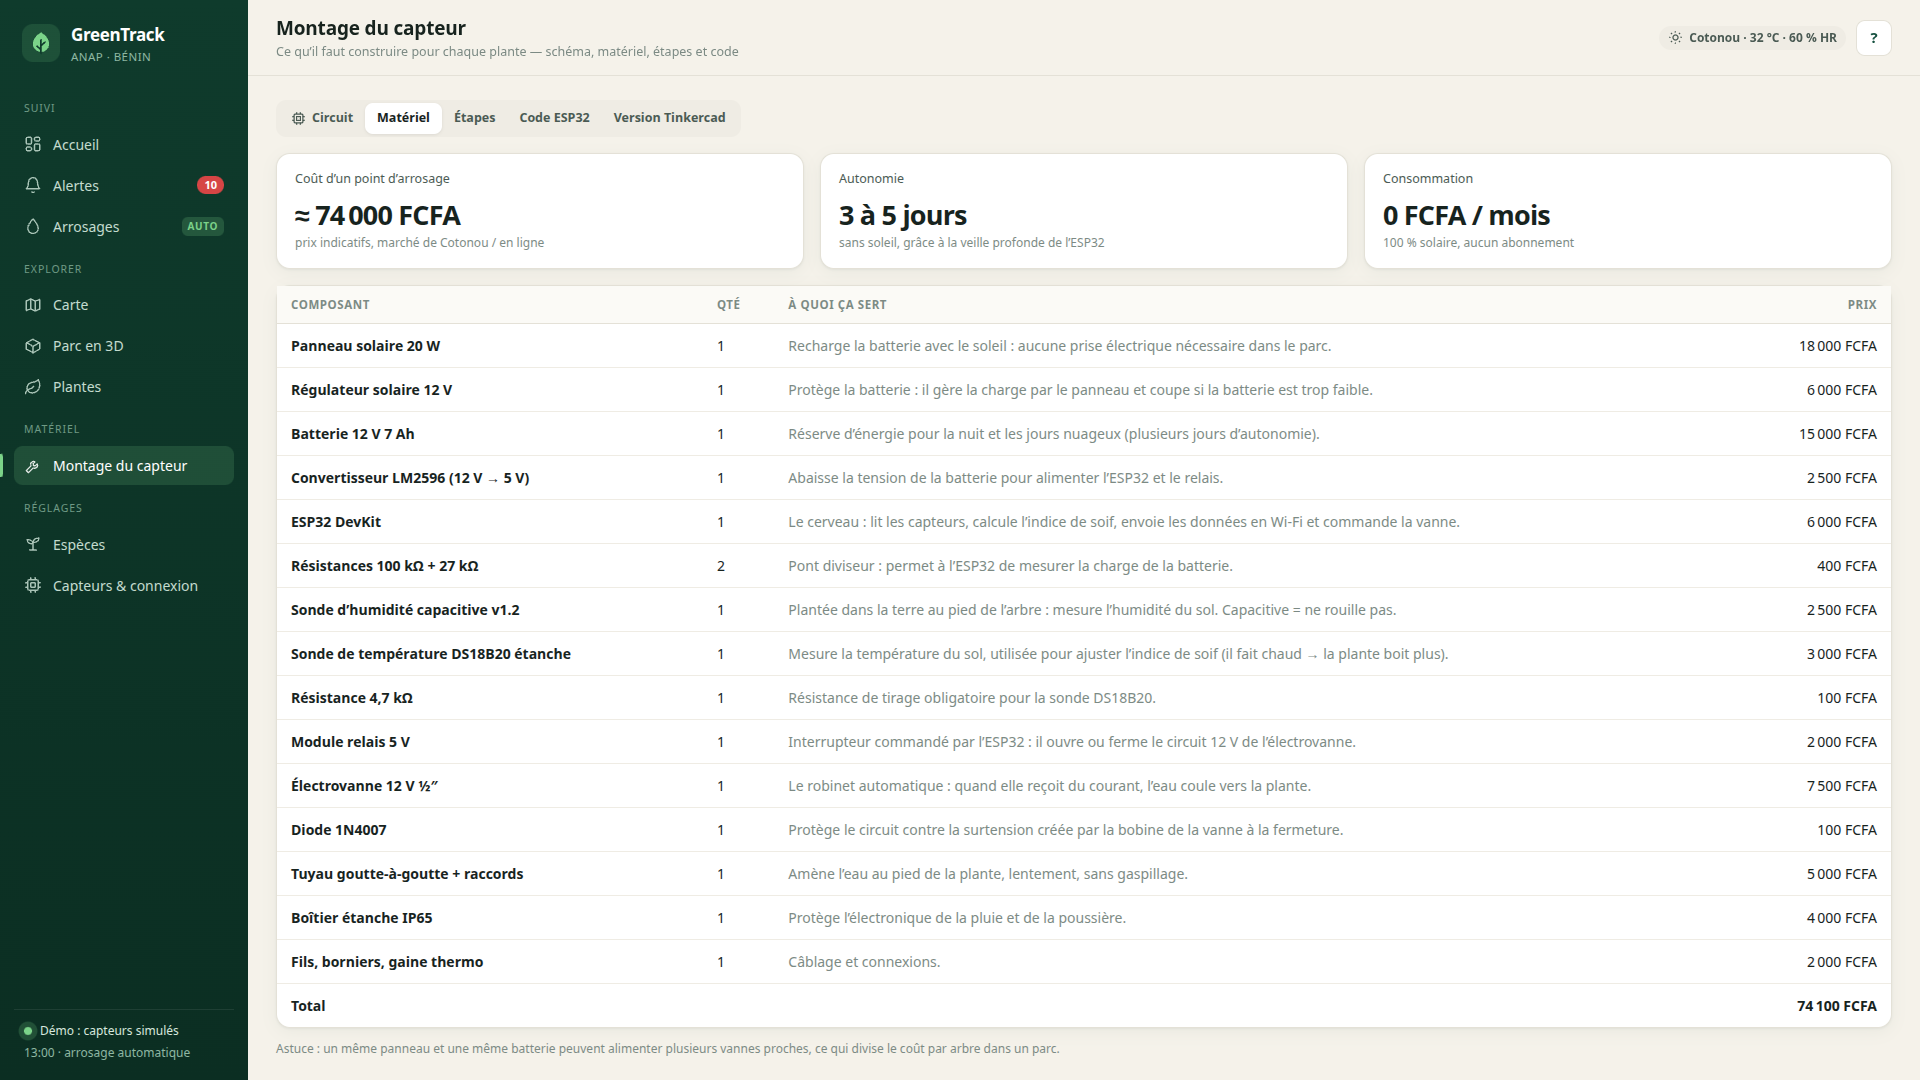 GreenTrack
ANAP · BÉNIN
SUIVI
Accueil
Alertes 10
Arrosages AUTO
EXPLORER
Carte
Parc en 3D
Plantes
MATÉRIEL
Montage du capteur
RÉGLAGES
Espèces
Capteurs & connexion
Démo : capteurs simulés
13:00 · arrosage automatique
Montage du capteur
Ce qu’il faut construire pour chaque plante — schéma, matériel, étapes et code
Cotonou · 32 °C · 60 % HR ?
Circuit Matériel Étapes Code ESP32 Version Tinkercad
Coût d’un point d’arrosage
≈ 74 000 FCFA
prix indicatifs, marché de Cotonou / en ligne
Autonomie
3 à 5 jours
sans soleil, grâce à la veille profonde de l’ESP32
Consommation
0 FCFA / mois
100 % solaire, aucun abonnement
COMPOSANT QTÉ À QUOI ÇA SERT PRIX
Panneau solaire 20 W 1 Recharge la batterie avec le soleil : aucune prise électrique nécessaire dans le parc. 18 000 FCFA
Régulateur solaire 12 V 1 Protège la batterie : il gère la charge par le panneau et coupe si la batterie est trop faible. 6 000 FCFA
Batterie 12 V 7 Ah 1 Réserve d’énergie pour la nuit et les jours nuageux (plusieurs jours d’autonomie). 15 000 FCFA
Convertisseur LM2596 (12 V → 5 V) 1 Abaisse la tension de la batterie pour alimenter l’ESP32 et le relais. 2 500 FCFA
ESP32 DevKit 1 Le cerveau : lit les capteurs, calcule l’indice de soif, envoie les données en Wi-Fi et commande la vanne. 6 000 FCFA
Résistances 100 kΩ + 27 kΩ 2 Pont diviseur : permet à l’ESP32 de mesurer la charge de la batterie. 400 FCFA
Sonde d’humidité capacitive v1.2 1 Plantée dans la terre au pied de l’arbre : mesure l’humidité du sol. Capacitive = ne rouille pas. 2 500 FCFA
Sonde de température DS18B20 étanche 1 Mesure la température du sol, utilisée pour ajuster l’indice de soif (il fait chaud → la plante boit plus). 3 000 FCFA
Résistance 4,7 kΩ 1 Résistance de tirage obligatoire pour la sonde DS18B20. 100 FCFA
Module relais 5 V 1 Interrupteur commandé par l’ESP32 : il ouvre ou ferme le circuit 12 V de l’électrovanne. 2 000 FCFA
Électrovanne 12 V ½″ 1 Le robinet automatique : quand elle reçoit du courant, l’eau coule vers la plante. 7 500 FCFA
Diode 1N4007 1 Protège le circuit contre la surtension créée par la bobine de la vanne à la fermeture. 100 FCFA
Tuyau goutte-à-goutte + raccords 1 Amène l’eau au pied de la plante, lentement, sans gaspillage. 5 000 FCFA
Boîtier étanche IP65 1 Protège l’électronique de la pluie et de la poussière. 4 000 FCFA
Fils, borniers, gaine thermo 1 Câblage et connexions. 2 000 FCFA
Total 74 100 FCFA
Astuce : un même panneau et une même batterie peuvent alimenter plusieurs vannes proches, ce qui divise le coût par arbre dans un parc.